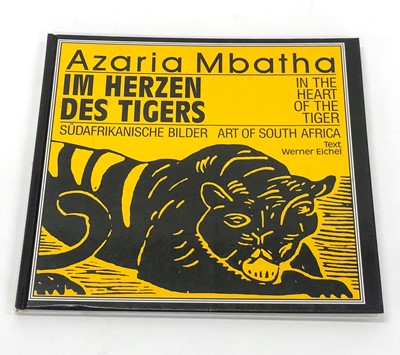 Azaria Mbatha
IM HERZEN
DES TIGERS
IN THE
HEART
OF THE
TIGER
SÜDAFRIKANISCHE BILDER ART OF SOUTH AFRICA
Text
Werner Eichel